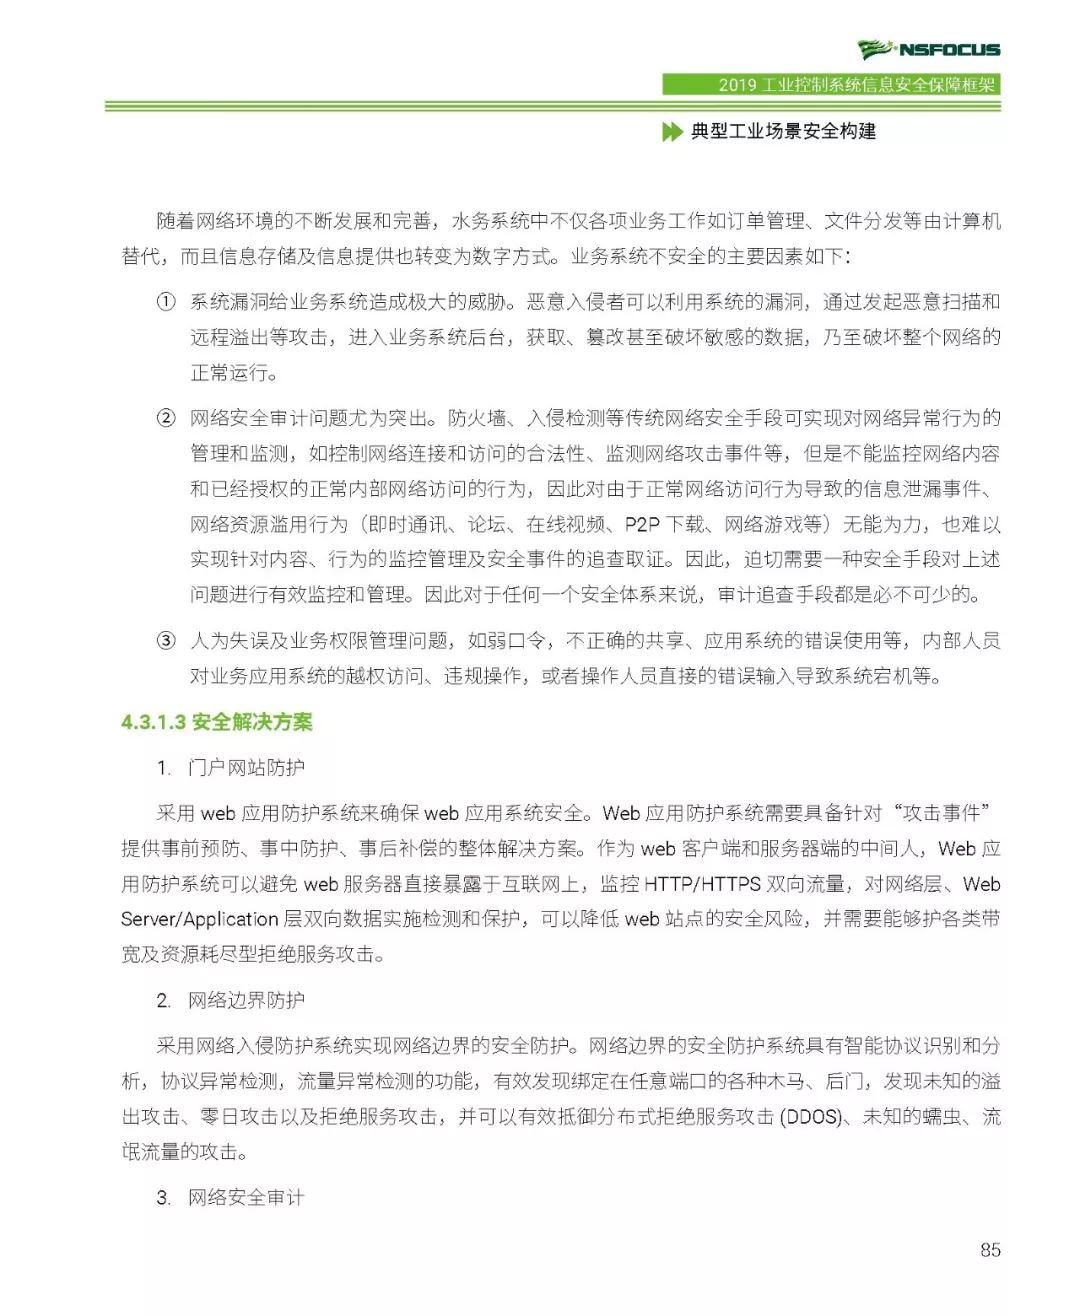 NSFOCUS
2019 工业控制系统信息安全保障框架
典型工业场景安全构建
随着网络环境的不断发展和完善，水务系统中不仅各项业务工作如订单管理、文件分发等由计算机
替代，而且信息存储及信息提供也转变为数字方式。业务系统不安全的主要因素如下：
① 系统漏洞给业务系统造成极大的威胁。恶意入侵者可以利用系统的漏洞，通过发起恶意扫描和
远程溢出等攻击，进入业务系统后台，获取、篡改甚至破坏敏感的数据，乃至破坏整个网络的
正常运行。
② 网络安全审计问题尤为突出。防火墙、入侵检测等传统网络安全手段可实现对网络异常行为的
管理和监测，如控制网络连接和访问的合法性、监测网络攻击事件等，但是不能监控网络内容
和已经授权的正常内部网络访问的行为，因此对由于正常网络访问行为导致的信息泄漏事件、
网络资源滥用行为（即时通讯、论坛、在线视频、P2P 下载、网络游戏等）无能为力，也难以
实现针对内容、行为的监控管理及安全事件的追查取证。因此，迫切需要一种安全手段对上述
问题进行有效监控和管理。因此对于任何一个安全体系来说，审计追查手段都是必不可少的。
③ 人为失误及业务权限管理问题，如弱口令，不正确的共享、应用系统的错误使用等，内部人员
对业务应用系统的越权访问、违规操作，或者操作人员直接的错误输入导致系统宕机等。
4.3.1.3 安全解决方案
1. 门户网站防护
采用 web 应用防护系统来确保 web 应用系统安全。Web 应用防护系统需要具备针对“攻击事件”
提供事前预防、事中防护、事后补偿的整体解决方案。作为 web 客户端和服务器端的中间人，Web 应
用防护系统可以避免 web 服务器直接暴露于互联网上，监控 HTTP/HTTPS 双向流量，对网络层、Web
Server/Application 层双向数据实施检测和保护，可以降低 web 站点的安全风险，并需要能够护各类带
宽及资源耗尽型拒绝服务攻击。
2. 网络边界防护
采用网络入侵防护系统实现网络边界的安全防护。网络边界的安全防护系统具有智能协议识别和分
析，协议异常检测，流量异常检测的功能，有效发现绑定在任意端口的各种木马、后门，发现未知的溢
出攻击、零日攻击以及拒绝服务攻击，并可以有效抵御分布式拒绝服务攻击 (DDOS)、未知的蠕虫、流
氓流量的攻击。
3. 网络安全审计
85